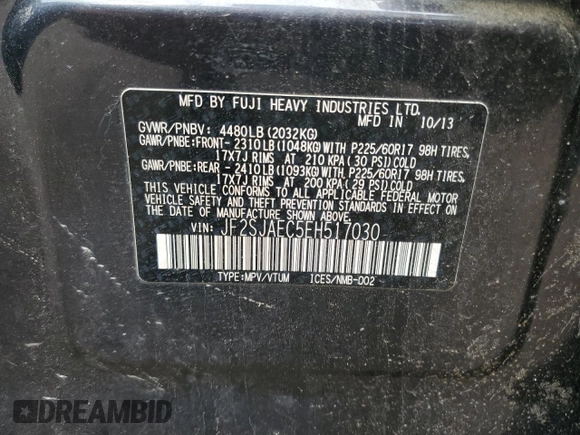 MFD BY FUJI HEAVY INDUSTRIES LTD.
MFD IN 10/13
GVWR/PNBV: 4480LB(2032KG)
GAWR/PNBE:FRONT- 2310LB(1048KG)WITH P225/60R17 98H TIRES,
17X7J RIMS AT 210 KPA (30 PSI)COLD
GAWR/PNBE:REAR - 2410LB(1093KG)WITH P225/60R17 98H TIRES,
17X7J RIMS AT 200 KPA (29 PSI)COLD
THIS VEHICLE CONFORMS TO ALL APPLICABLE FEDERAL MOTOR
VEHICLE SAFETY, BUMPER, AND THEFT PREVENTION STANDARDS IN EFFECT
ON THE DATE OF MANUFACTURE SHOWN ABOVE.
VIN: JF2SJAEC5FH517030
TYPE:MPV/VTUM ICES/NMB-002
DREAMBID